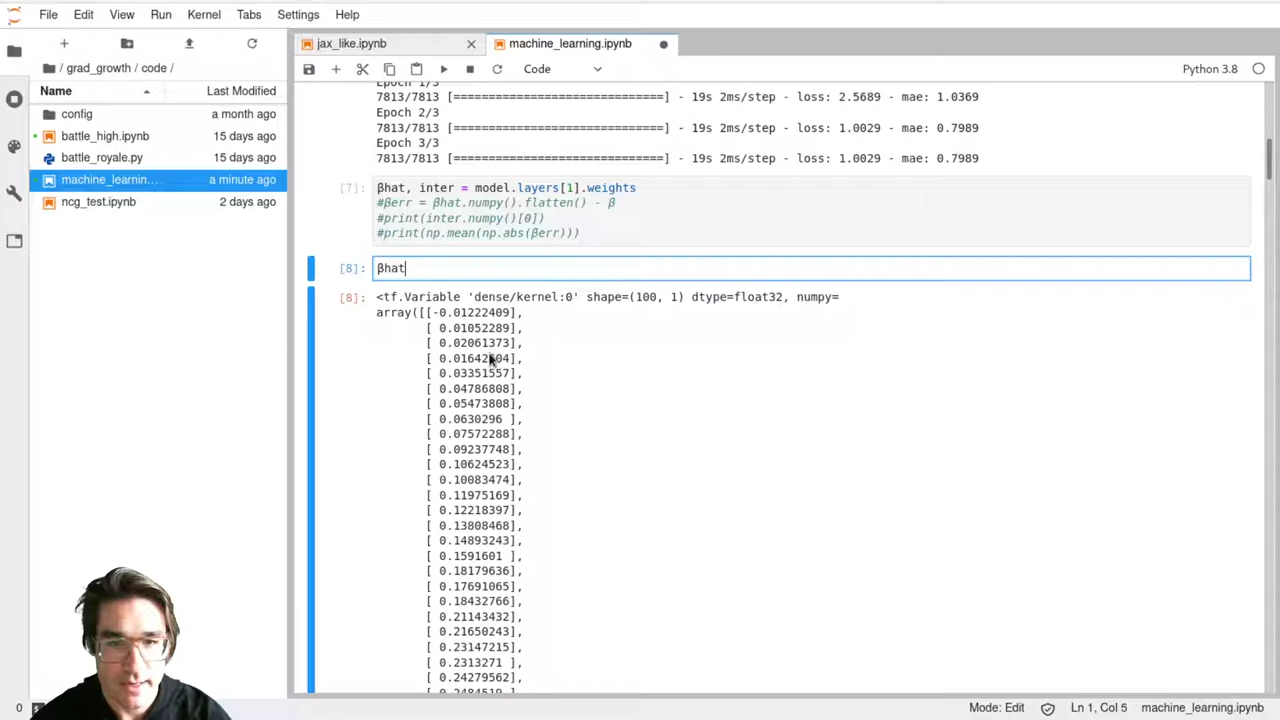 File Edit View Run Kernel Tabs Settings Help
jax_like.ipynb
machine_learning.ipynb
Code
Python 3.8
/ grad_growth / code /
Name Last Modified
config a month ago
battle_high.ipynb 15 days ago
battle_royale.py 15 days ago
machine_learnin... a minute ago
ncg_test.ipynb 2 days ago
Epoch 1/3
7813/7813 [==============================] - 19s 2ms/step - loss: 2.5689 - mae: 1.0369
Epoch 2/3
7813/7813 [==============================] - 19s 2ms/step - loss: 1.0029 - mae: 0.7989
Epoch 3/3
7813/7813 [==============================] - 19s 2ms/step - loss: 1.0029 - mae: 0.7989
[7]: βhat, inter = model.layers[1].weights
#βerr = βhat.numpy().flatten() - β
#print(inter.numpy()[0])
#print(np.mean(np.abs(βerr)))
[8]: βhat
[8]: <tf.Variable 'dense/kernel:0' shape=(100, 1) dtype=float32, numpy=
array([[-0.01222409],
[ 0.01052289],
[ 0.02061373],
[ 0.03351557],
[ 0.04786808],
[ 0.05473808],
[ 0.0630296 ],
[ 0.07572288],
[ 0.09237748],
[ 0.10624523],
[ 0.10083474],
[ 0.11975169],
[ 0.12218397],
[ 0.13808468],
[ 0.14893243],
[ 0.1591601 ],
[ 0.18179636],
[ 0.17691065],
[ 0.18432766],
[ 0.21143432],
[ 0.21650243],
[ 0.23147215],
[ 0.2313271 ],
[ 0.24279562],
0 Mode: Edit Ln 1, Col 5 machine_learning.ipynb